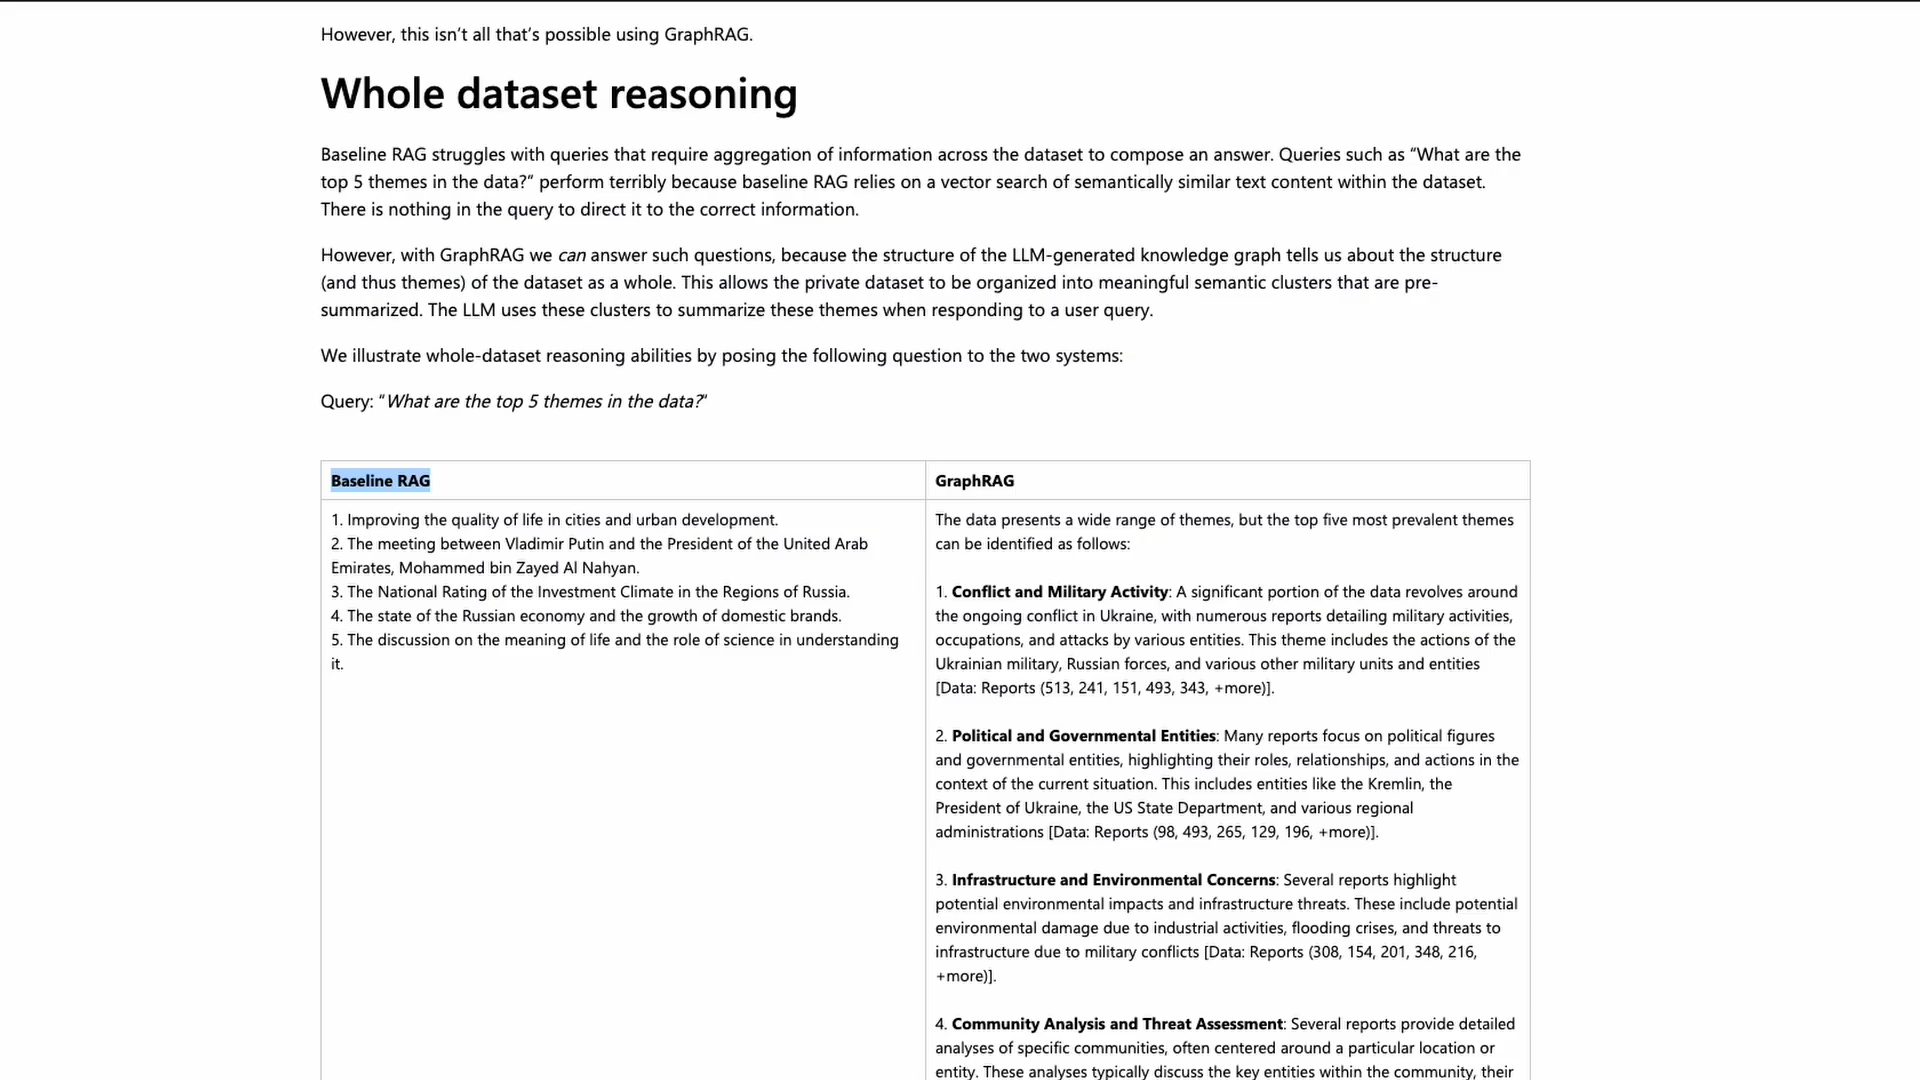 However, this isn’t all that’s possible using GraphRAG.
Whole dataset reasoning
Baseline RAG struggles with queries that require aggregation of information across the dataset to compose an answer. Queries such as “What are the
top 5 themes in the data?“ perform terribly because baseline RAG relies on a vector search of semantically similar text content within the dataset.
There is nothing in the query to direct it to the correct information.
However, with GraphRAG we can answer such questions, because the structure of the LLM-generated knowledge graph tells us about the structure
(and thus themes) of the dataset as a whole. This allows the private dataset to be organized into meaningful semantic clusters that are pre-
summarized. The LLM uses these clusters to summarize these themes when responding to a user query.
We illustrate whole-dataset reasoning abilities by posing the following question to the two systems:
Query: “What are the top 5 themes in the data?“
Baseline RAG
1. Improving the quality of life in cities and urban development.
2. The meeting between Vladimir Putin and the President of the United Arab
Emirates, Mohammed bin Zayed Al Nahyan.
3. The National Rating of the Investment Climate in the Regions of Russia.
4. The state of the Russian economy and the growth of domestic brands.
5. The discussion on the meaning of life and the role of science in understanding
it.
GraphRAG
The data presents a wide range of themes, but the top five most prevalent themes
can be identified as follows:
1. Conflict and Military Activity: A significant portion of the data revolves around
the ongoing conflict in Ukraine, with numerous reports detailing military activities,
occupations, and attacks by various entities. This theme includes the actions of the
Ukrainian military, Russian forces, and various other military units and entities
[Data: Reports (513, 241, 151, 493, 343, +more)].
2. Political and Governmental Entities: Many reports focus on political figures
and governmental entities, highlighting their roles, relationships, and actions in the
context of the current situation. This includes entities like the Kremlin, the
President of Ukraine, the US State Department, and various regional
administrations [Data: Reports (98, 493, 265, 129, 196, +more)].
3. Infrastructure and Environmental Concerns: Several reports highlight
potential environmental impacts and infrastructure threats. These include potential
environmental damage due to industrial activities, flooding crises, and threats to
infrastructure due to military conflicts [Data: Reports (308, 154, 201, 348, 216,
+more)].
4. Community Analysis and Threat Assessment: Several reports provide detailed
analyses of specific communities, often centered around a particular location or
entity. These analyses typically discuss the key entities within the community, their